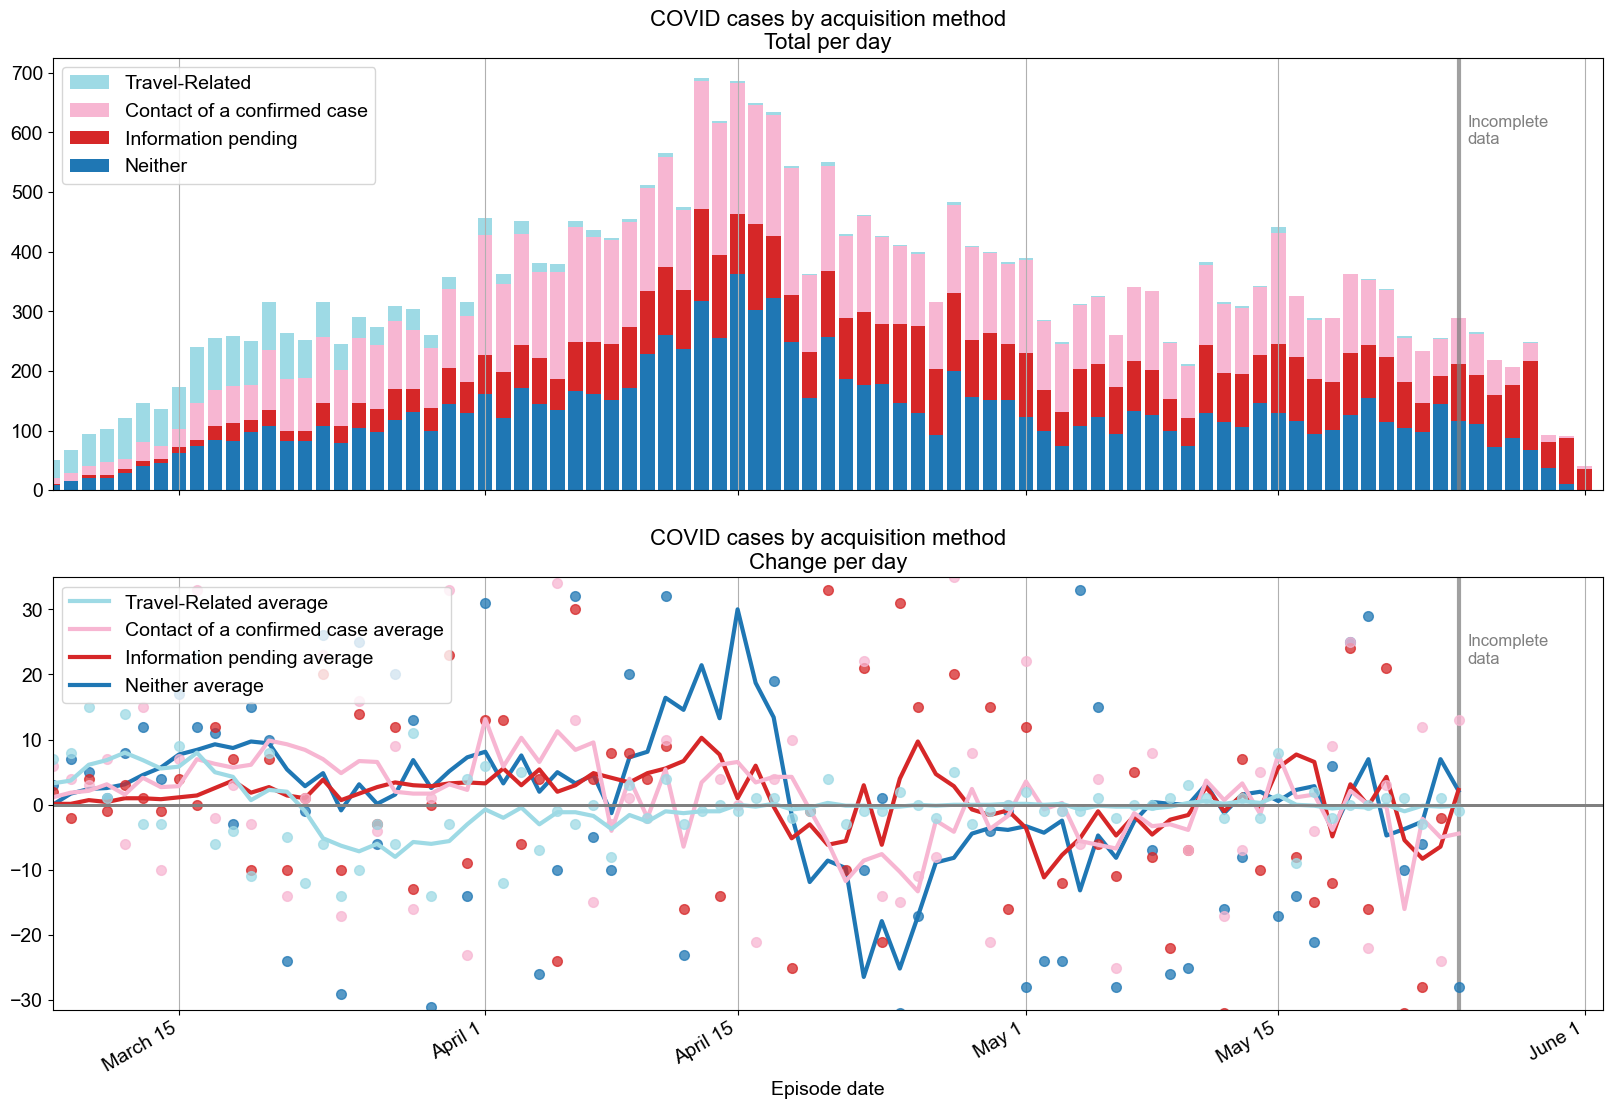 COVID cases by acquisition method
Total per day
700
600
500
400
300
200
100
0
Travel-Related
Contact of a confirmed case
Information pending
Neither
Incomplete
data
COVID cases by acquisition method
Change per day
30
20
10
0
−10
−20
−30
Travel-Related average
Contact of a confirmed case average
Information pending average
Neither average
Incomplete
data
March 15
April 1
April 15
May 1
May 15
June 1
Episode date